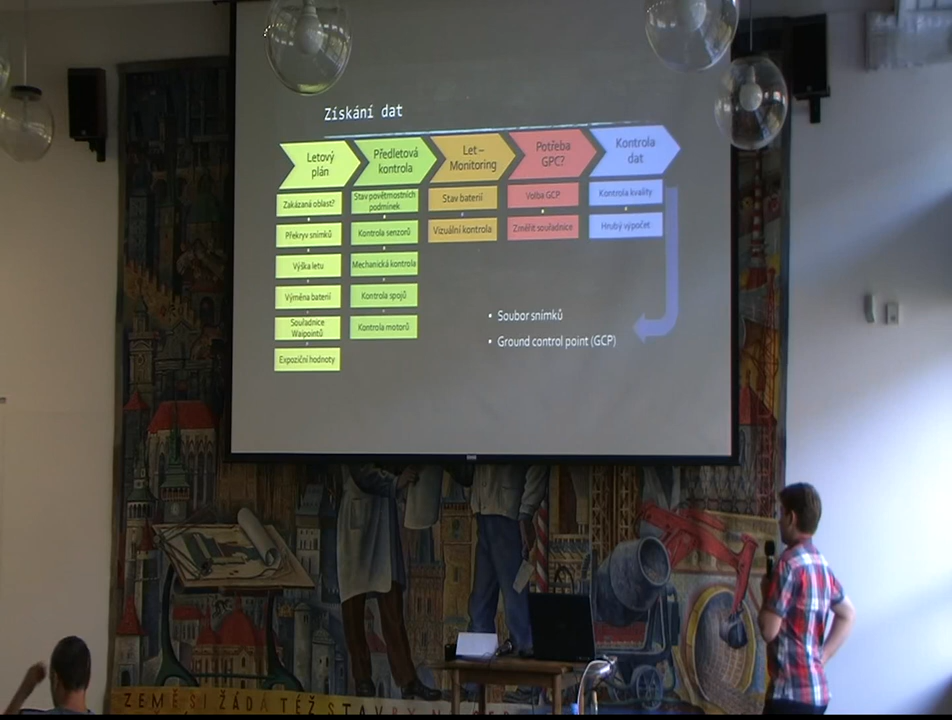 Získání dat
Letový
plán
Předletová
kontrola
Let –
Monitoring
Potřeba
GPC?
Kontrola
dat
Zakázaná oblast?
Překryv snímků
Výška letu
Výměna baterií
Souřadnice
Waipointů
Expoziční hodnoty
Stav povětrnostních
podmínek
Kontrola senzorů
Mechanická kontrola
Kontrola spojů
Kontrola motorů
Stav baterií
Vizuální kontrola
Volba GCP
Změřit souřadnice
Kontrola kvality
Hrubý výpočet
• Soubor snímků
• Ground control point (GCP)
ZEMĚ SI ŽÁDÁ TÉŽ STAVBY